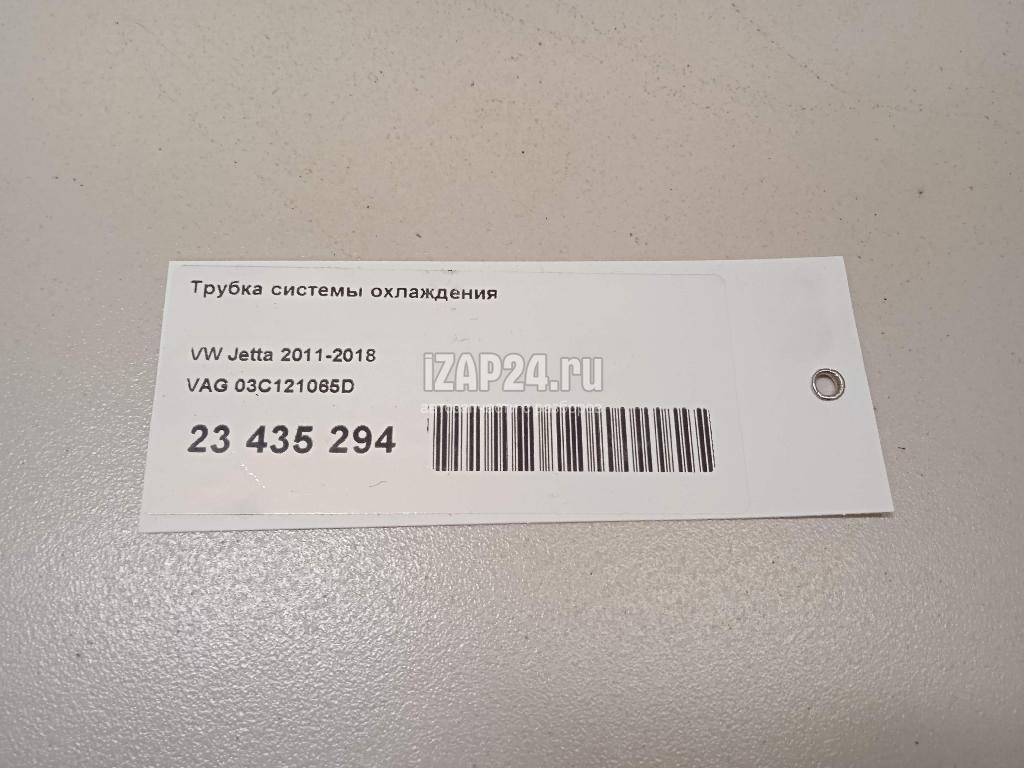 Трубка системы охлаждения
VW Jetta 2011-2018
VAG 03C121065D
23 435 294
iZAP24.ru